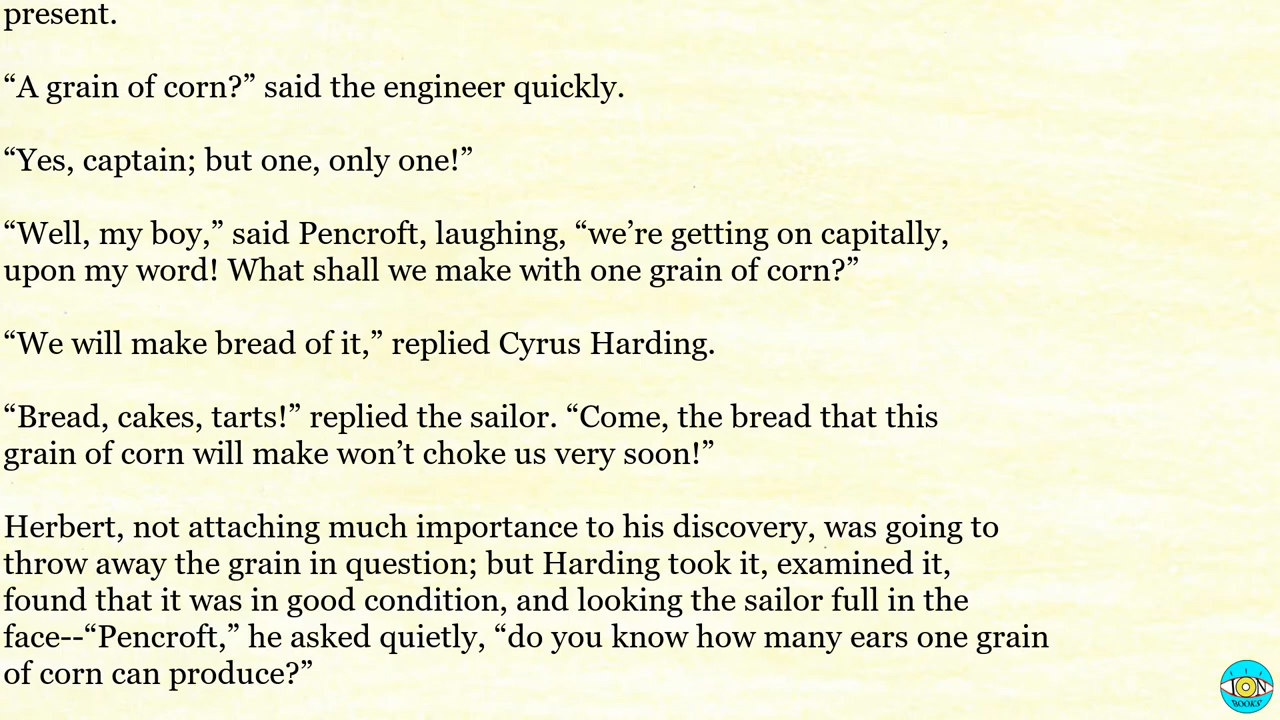 present.
“A grain of corn?” said the engineer quickly.
“Yes, captain; but one, only one!”
“Well, my boy,” said Pencroft, laughing, “we’re getting on capitally,
upon my word! What shall we make with one grain of corn?”
“We will make bread of it,” replied Cyrus Harding.
“Bread, cakes, tarts!” replied the sailor. “Come, the bread that this
grain of corn will make won’t choke us very soon!”
Herbert, not attaching much importance to his discovery, was going to
throw away the grain in question; but Harding took it, examined it,
found that it was in good condition, and looking the sailor full in the
face--“Pencroft,” he asked quietly, “do you know how many ears one grain
of corn can produce?”
ION
BOOKS